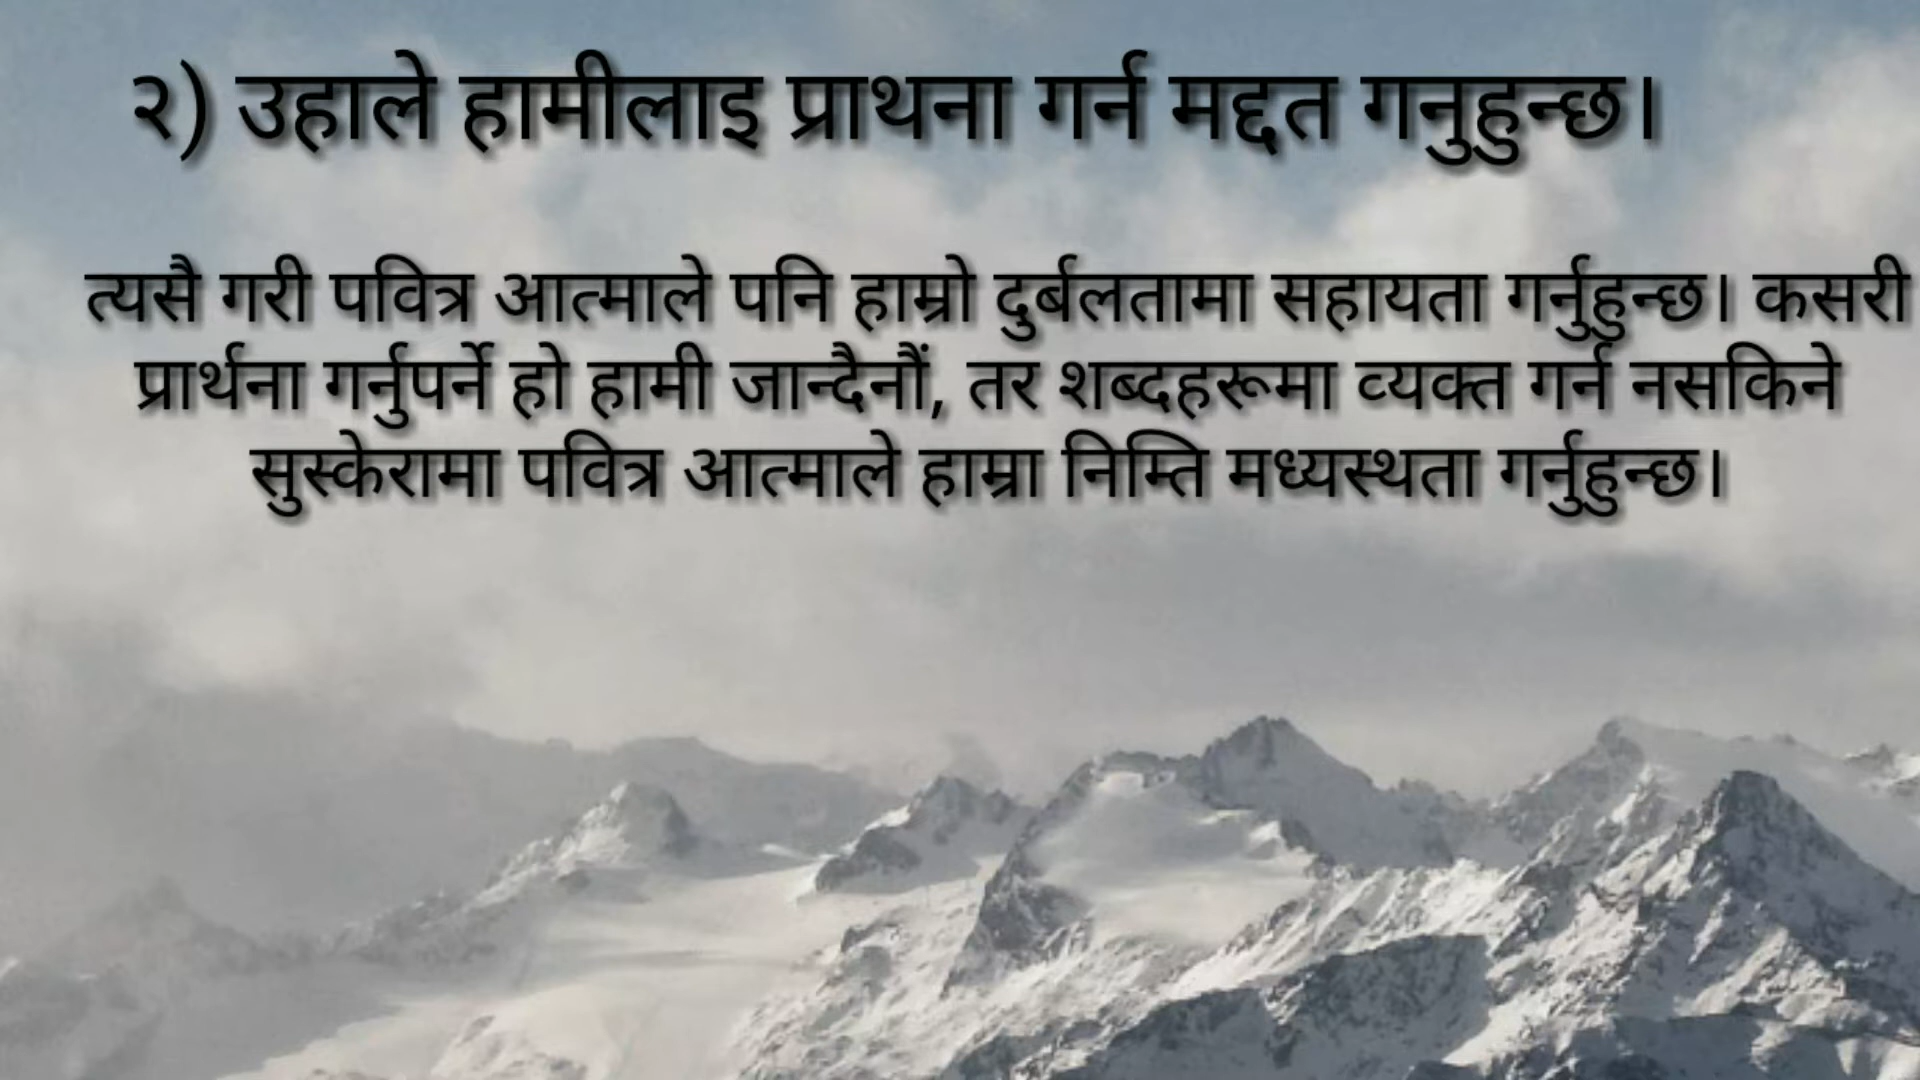 २) उहाले हामीलाइ प्राथना गर्न मद्दत गनुहुन्छ।
त्यसै गरी पवित्र आत्माले पनि हाम्रो दुर्बलतामा सहायता गर्नुहुन्छ। कसरी
प्रार्थना गर्नुपर्ने हो हामी जान्दैनौं, तर शब्दहरूमा व्यक्त गर्न नसकिने
सुस्केरामा पवित्र आत्माले हाम्रा निम्ति मध्यस्थता गर्नुहुन्छ।